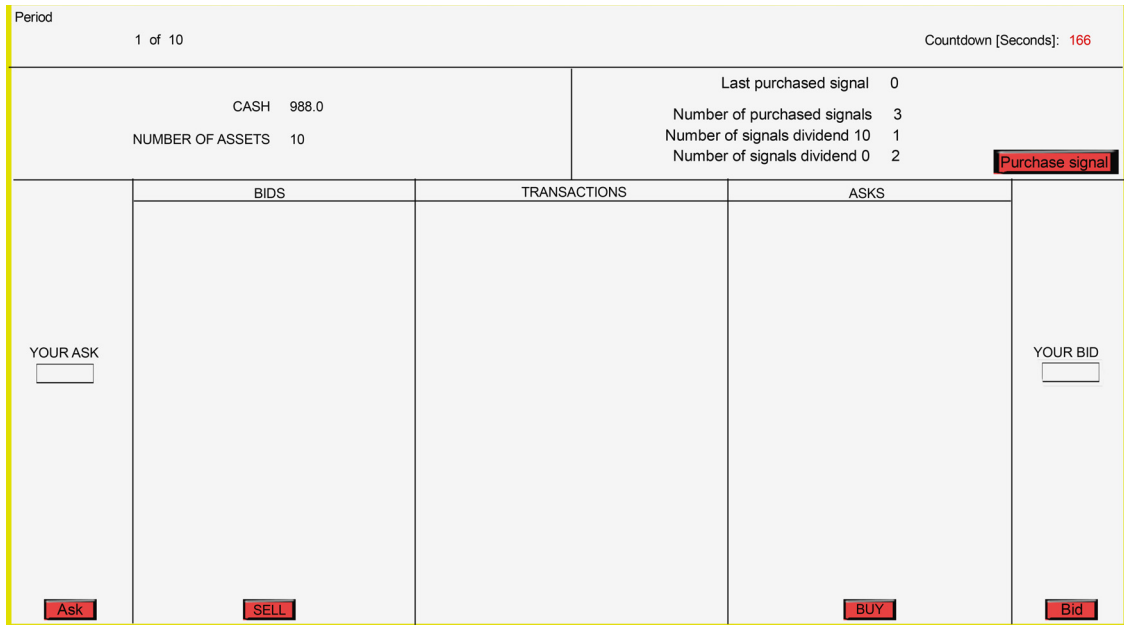 Period
1 of 10
Countdown [Seconds]: 166
CASH 988.0
NUMBER OF ASSETS 10
Last purchased signal 0
Number of purchased signals 3
Number of signals dividend 10 1
Number of signals dividend 0 2
Purchase signal
BIDS TRANSACTIONS ASKS
YOUR ASK
YOUR BID
Ask SELL BUY Bid